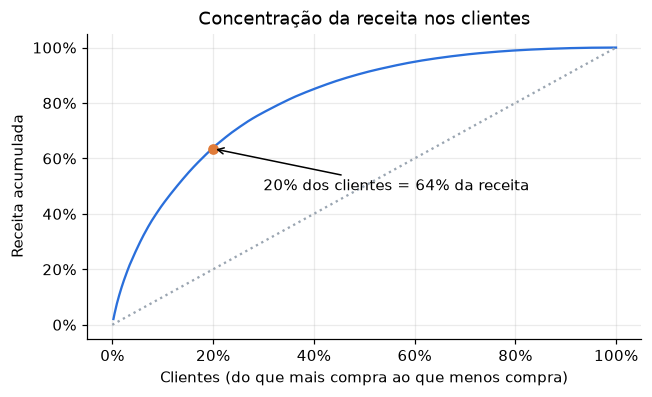 Concentração da receita nos clientes
Receita acumulada
100%
80%
60%
40%
20%
0%
20% dos clientes = 64% da receita
0% 20% 40% 60% 80% 100%
Clientes (do que mais compra ao que menos compra)